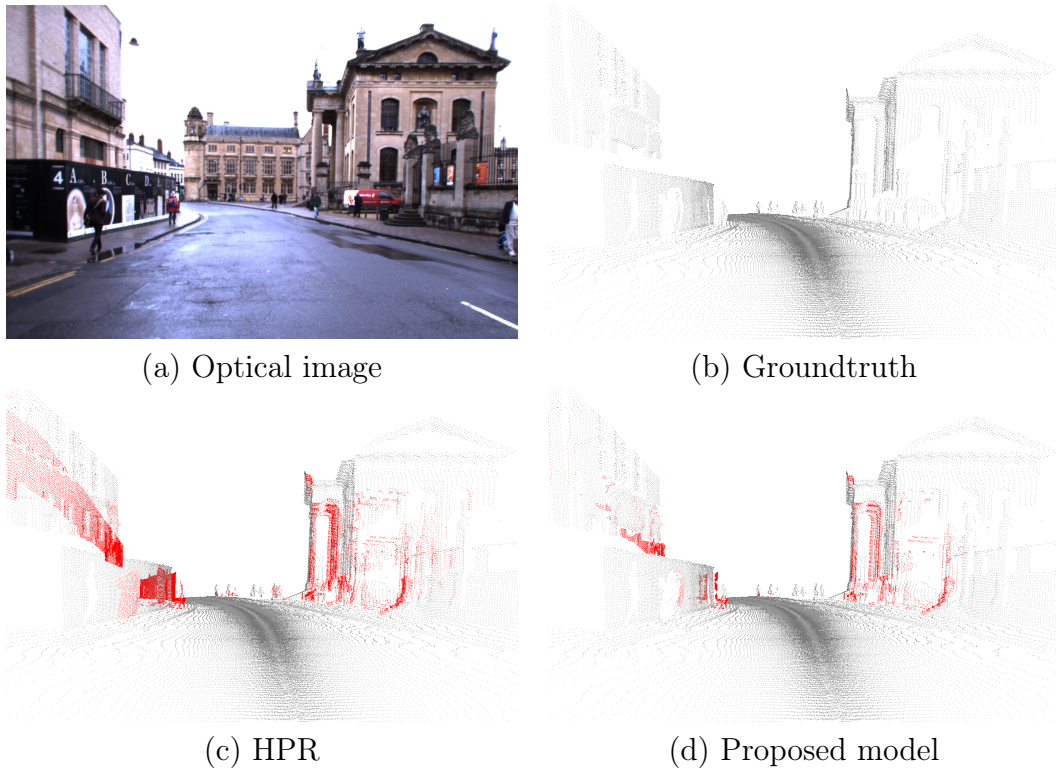 4 A - B - C - D - E
(a) Optical image
(b) Groundtruth
(c) HPR
(d) Proposed model